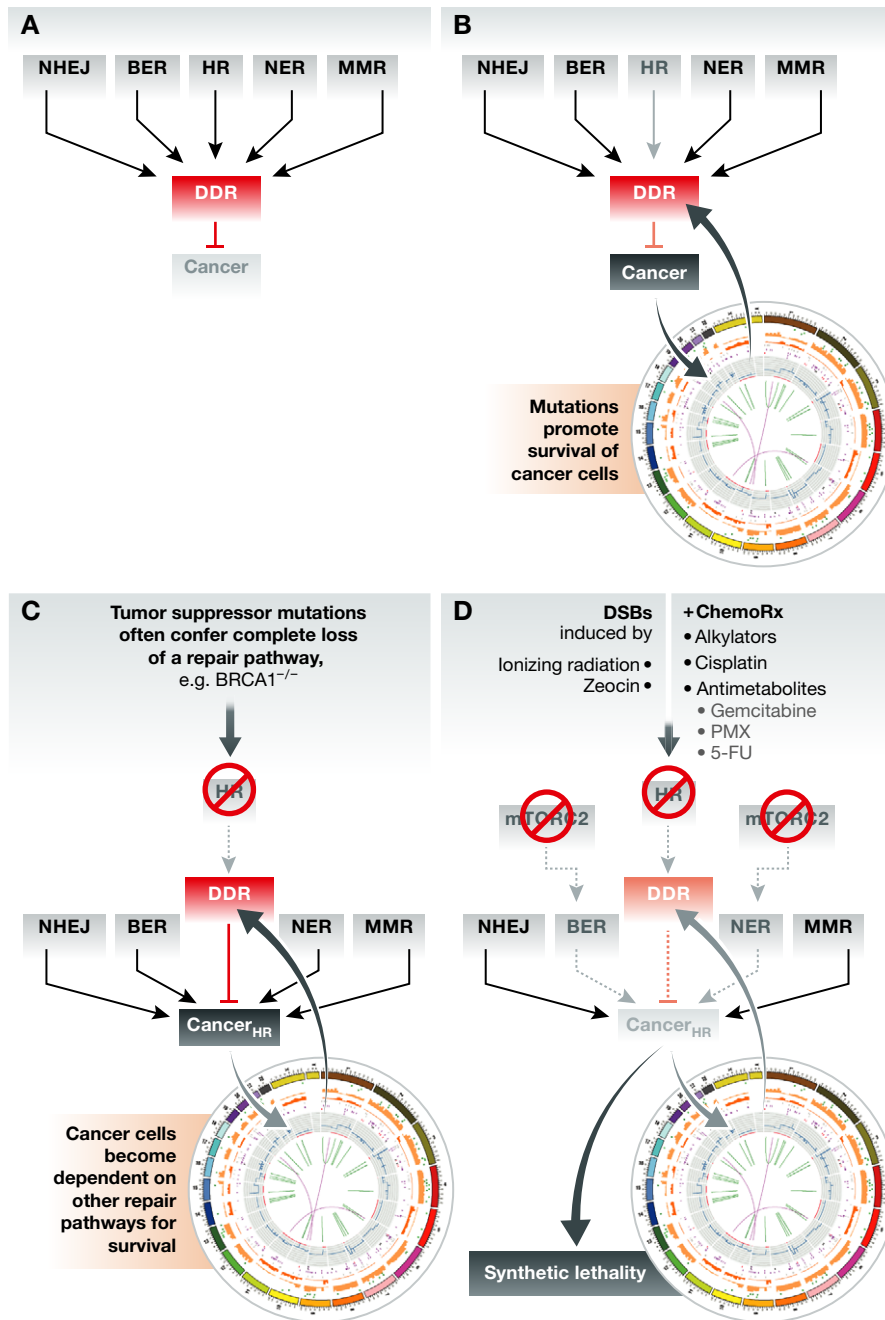 A
NHEJ BER HR NER MMR
DDR
Cancer
B
NHEJ BER HR NER MMR
DDR
Cancer
Mutations
promote
survival of
cancer cells
C
Tumor suppressor mutations
often confer complete loss
of a repair pathway,
e.g. BRCA1−/−
HR
DDR
NHEJ BER NER MMR
CancerHR
Cancer cells
become
dependent on
other repair
pathways for
survival
D
DSBs
induced by
Ionizing radiation •
Zeocin •
+ChemoRx
• Alkylators
• Cisplatin
• Antimetabolites
• Gemcitabine
• PMX
• 5-FU
mTORC2 HR mTORC2
DDR
NHEJ BER NER MMR
CancerHR
Synthetic lethality